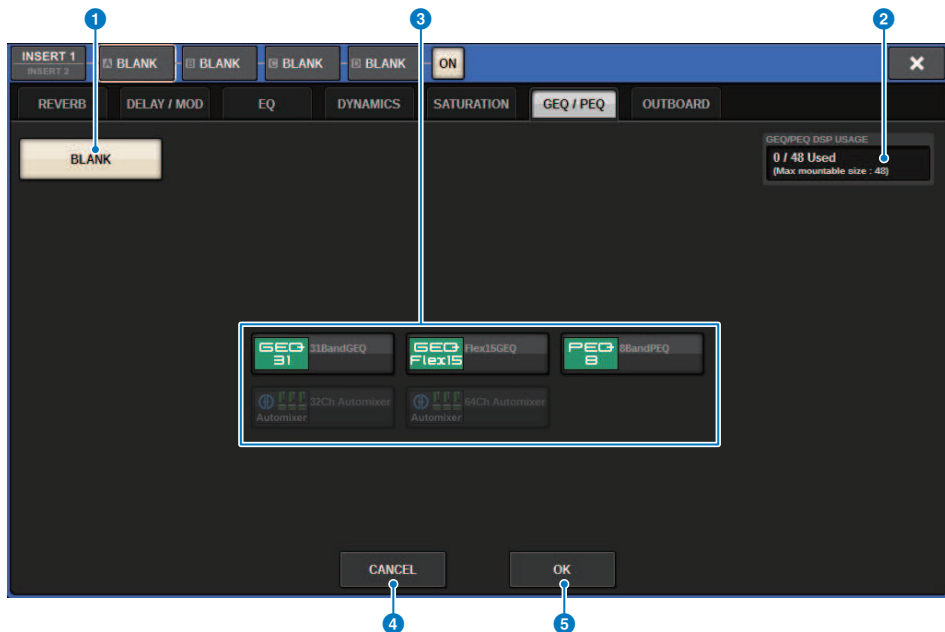 1 3 2
INSERT 1 A BLANK B BLANK C BLANK D BLANK ON
INSERT 2
REVERB DELAY / MOD EQ DYNAMICS SATURATION GEQ / PEQ OUTBOARD
BLANK
GEQ/PEQ DSP USAGE
0 / 48 Used
(Max mountable size : 48)
GEQ 31 31BandGEQ
GEQ Flex15 Flex15GEQ
PEQ 8 8BandPEQ
Automixer 32Ch Automixer
Automixer 64Ch Automixer
CANCEL OK
4 5